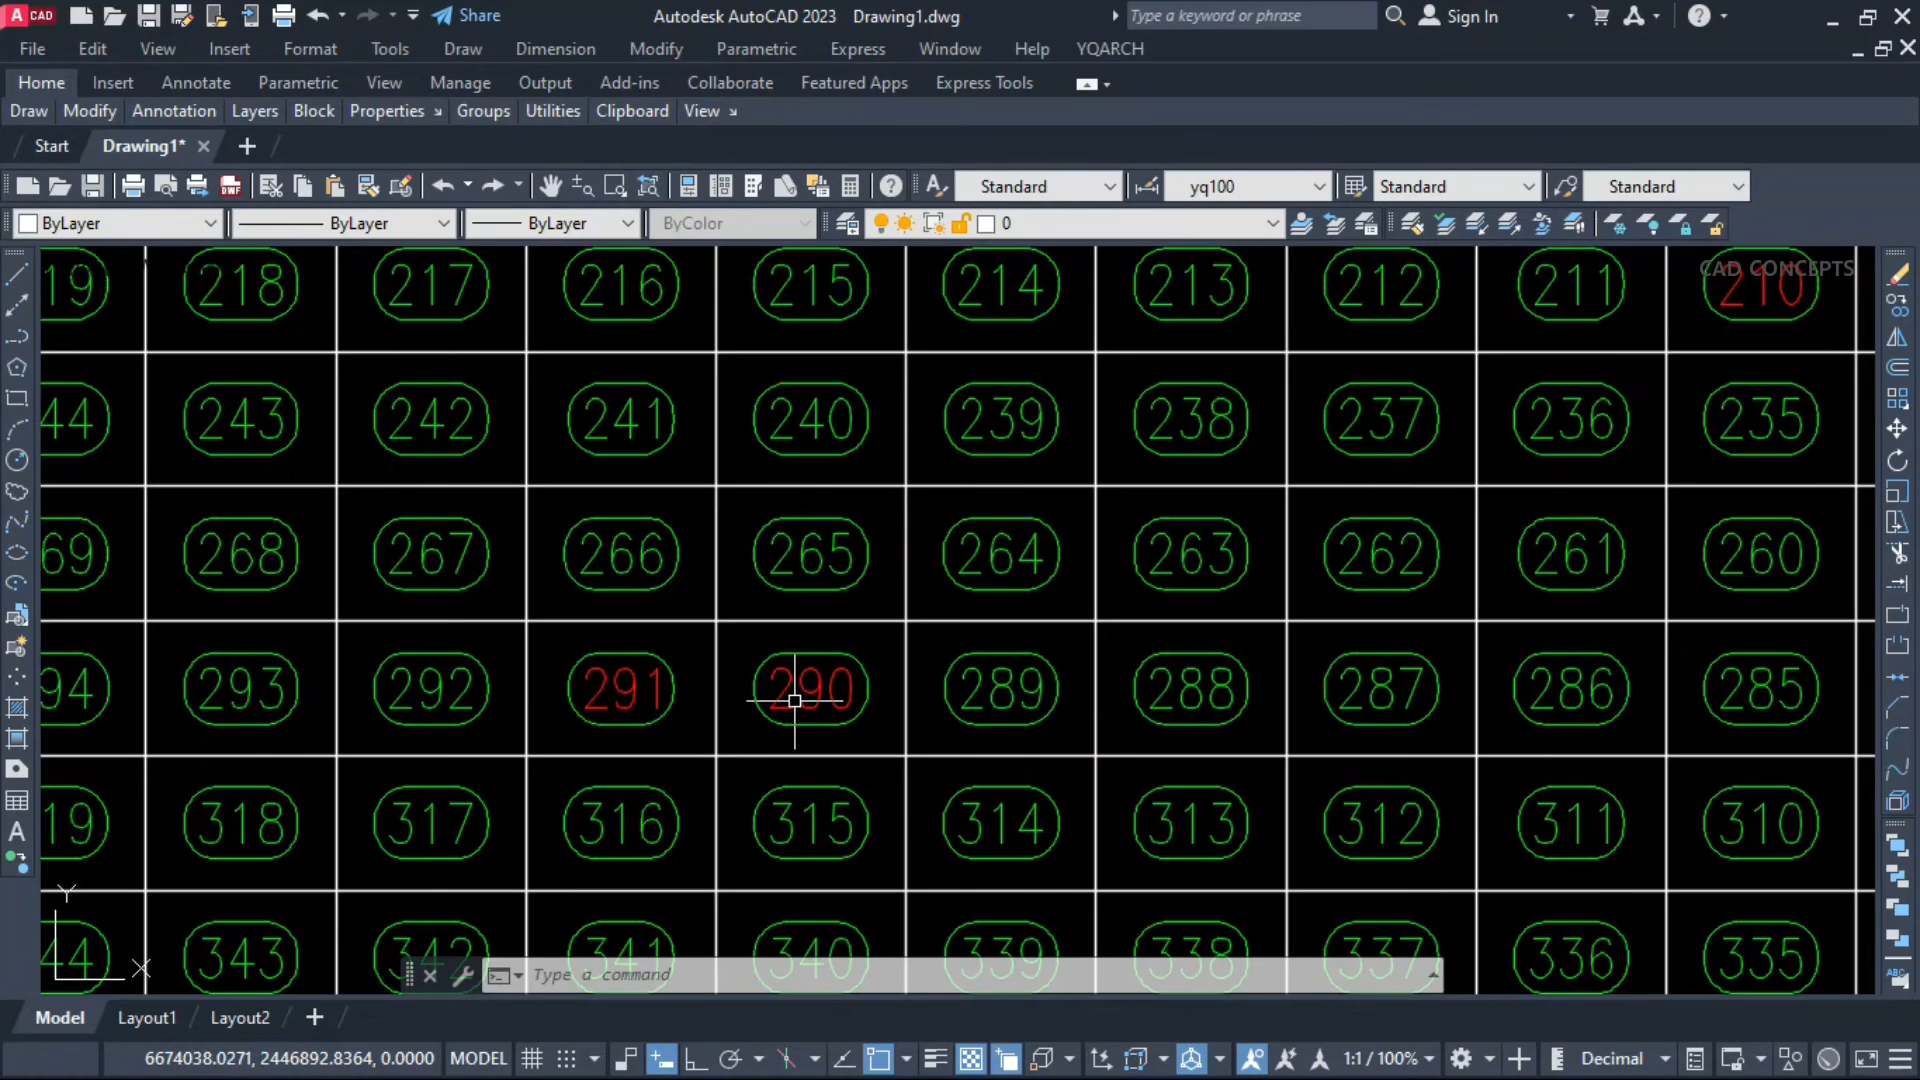 CAD Share Autodesk AutoCAD 2023 Drawing1.dwg Type a keyword or phrase Sign In
File Edit View Insert Format Tools Draw Dimension Modify Parametric Express Window Help YQARCH
Home Insert Annotate Parametric View Manage Output Add-ins Collaborate Featured Apps Express Tools
Draw Modify Annotation Layers Block Properties Groups Utilities Clipboard View
Start Drawing1* +
Standard yq100 Standard Standard
ByLayer ByLayer ByLayer ByColor 0
CAD CONCEPTS
19 218 217 216 215 214 213 212 211 210
44 243 242 241 240 239 238 237 236 235
69 268 267 266 265 264 263 262 261 260
94 293 292 291 290 289 288 287 286 285
19 318 317 316 315 314 313 312 311 310
44 343 342 341 340 339 338 337 336 335
Y
X
Type a command
Model Layout1 Layout2 +
6674038.0271, 2446892.8364, 0.0000 MODEL 1:1 / 100% Decimal